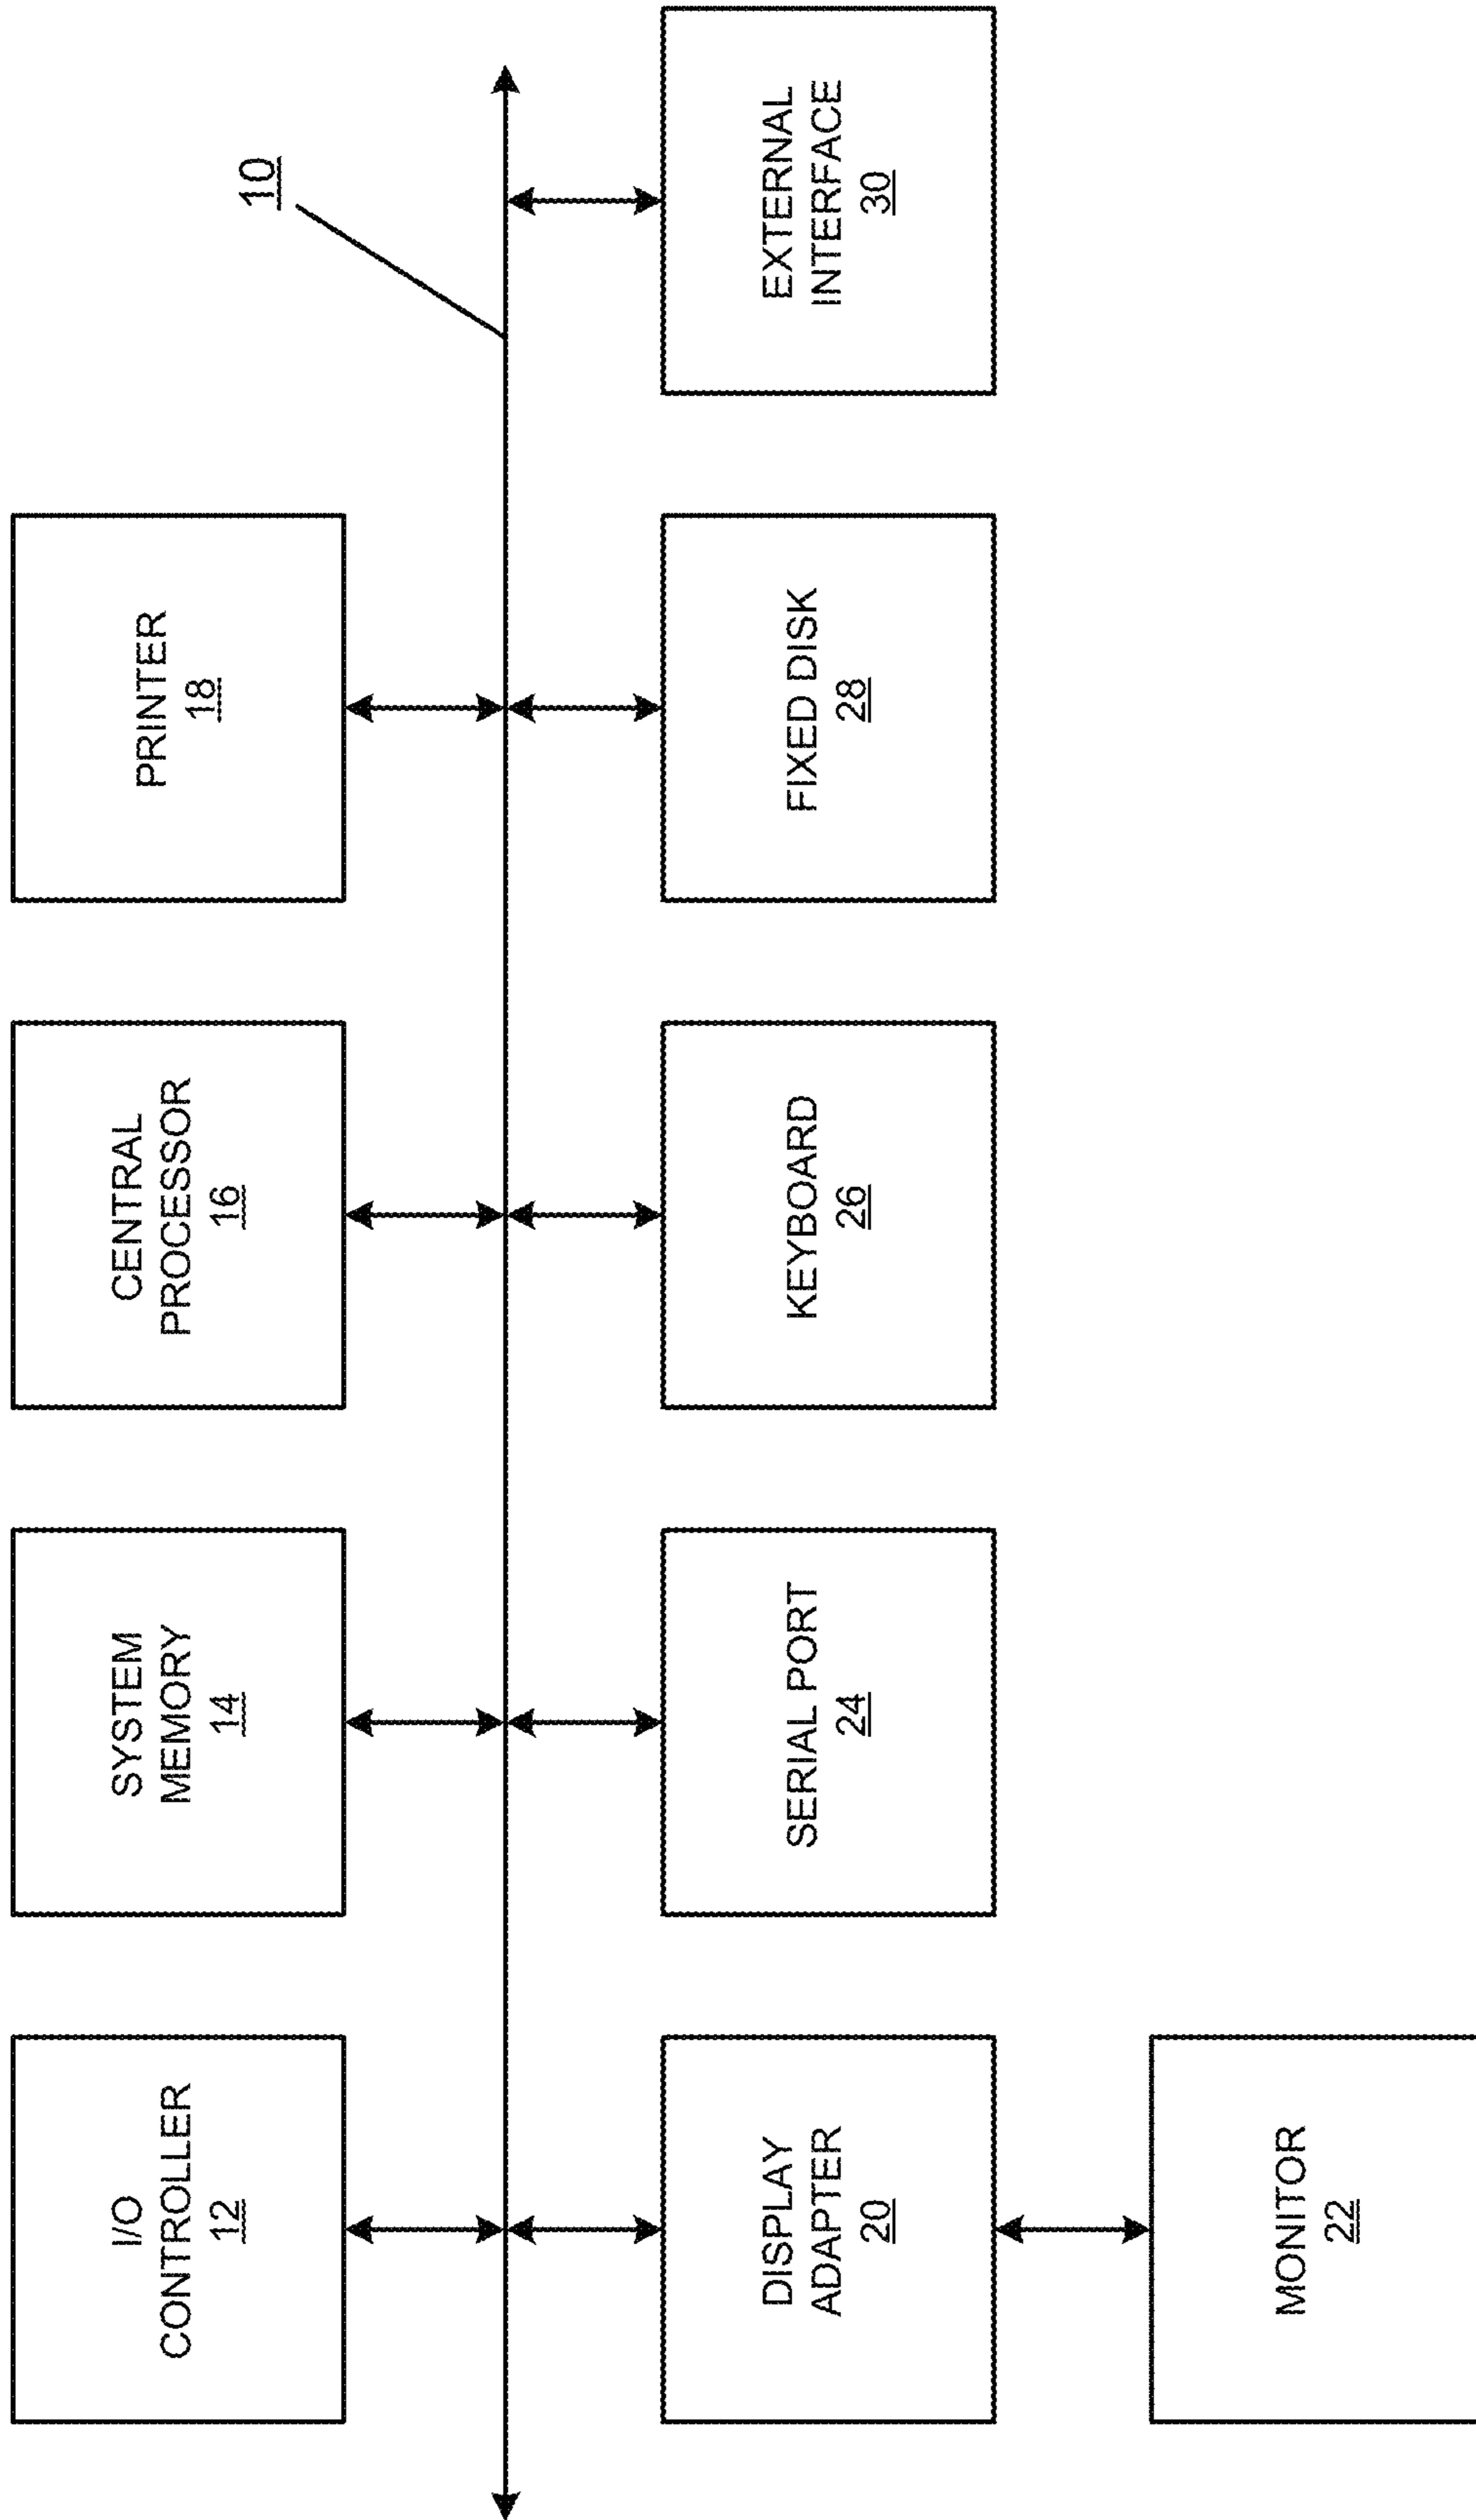 10
I/O
CONTROLLER
12
SYSTEM
MEMORY
14
CENTRAL
PROCESSOR
16
PRINTER
18
DISPLAY
ADAPTER
20
SERIAL PORT
24
KEYBOARD
26
FIXED DISK
28
EXTERNAL
INTERFACE
30
MONITOR
22